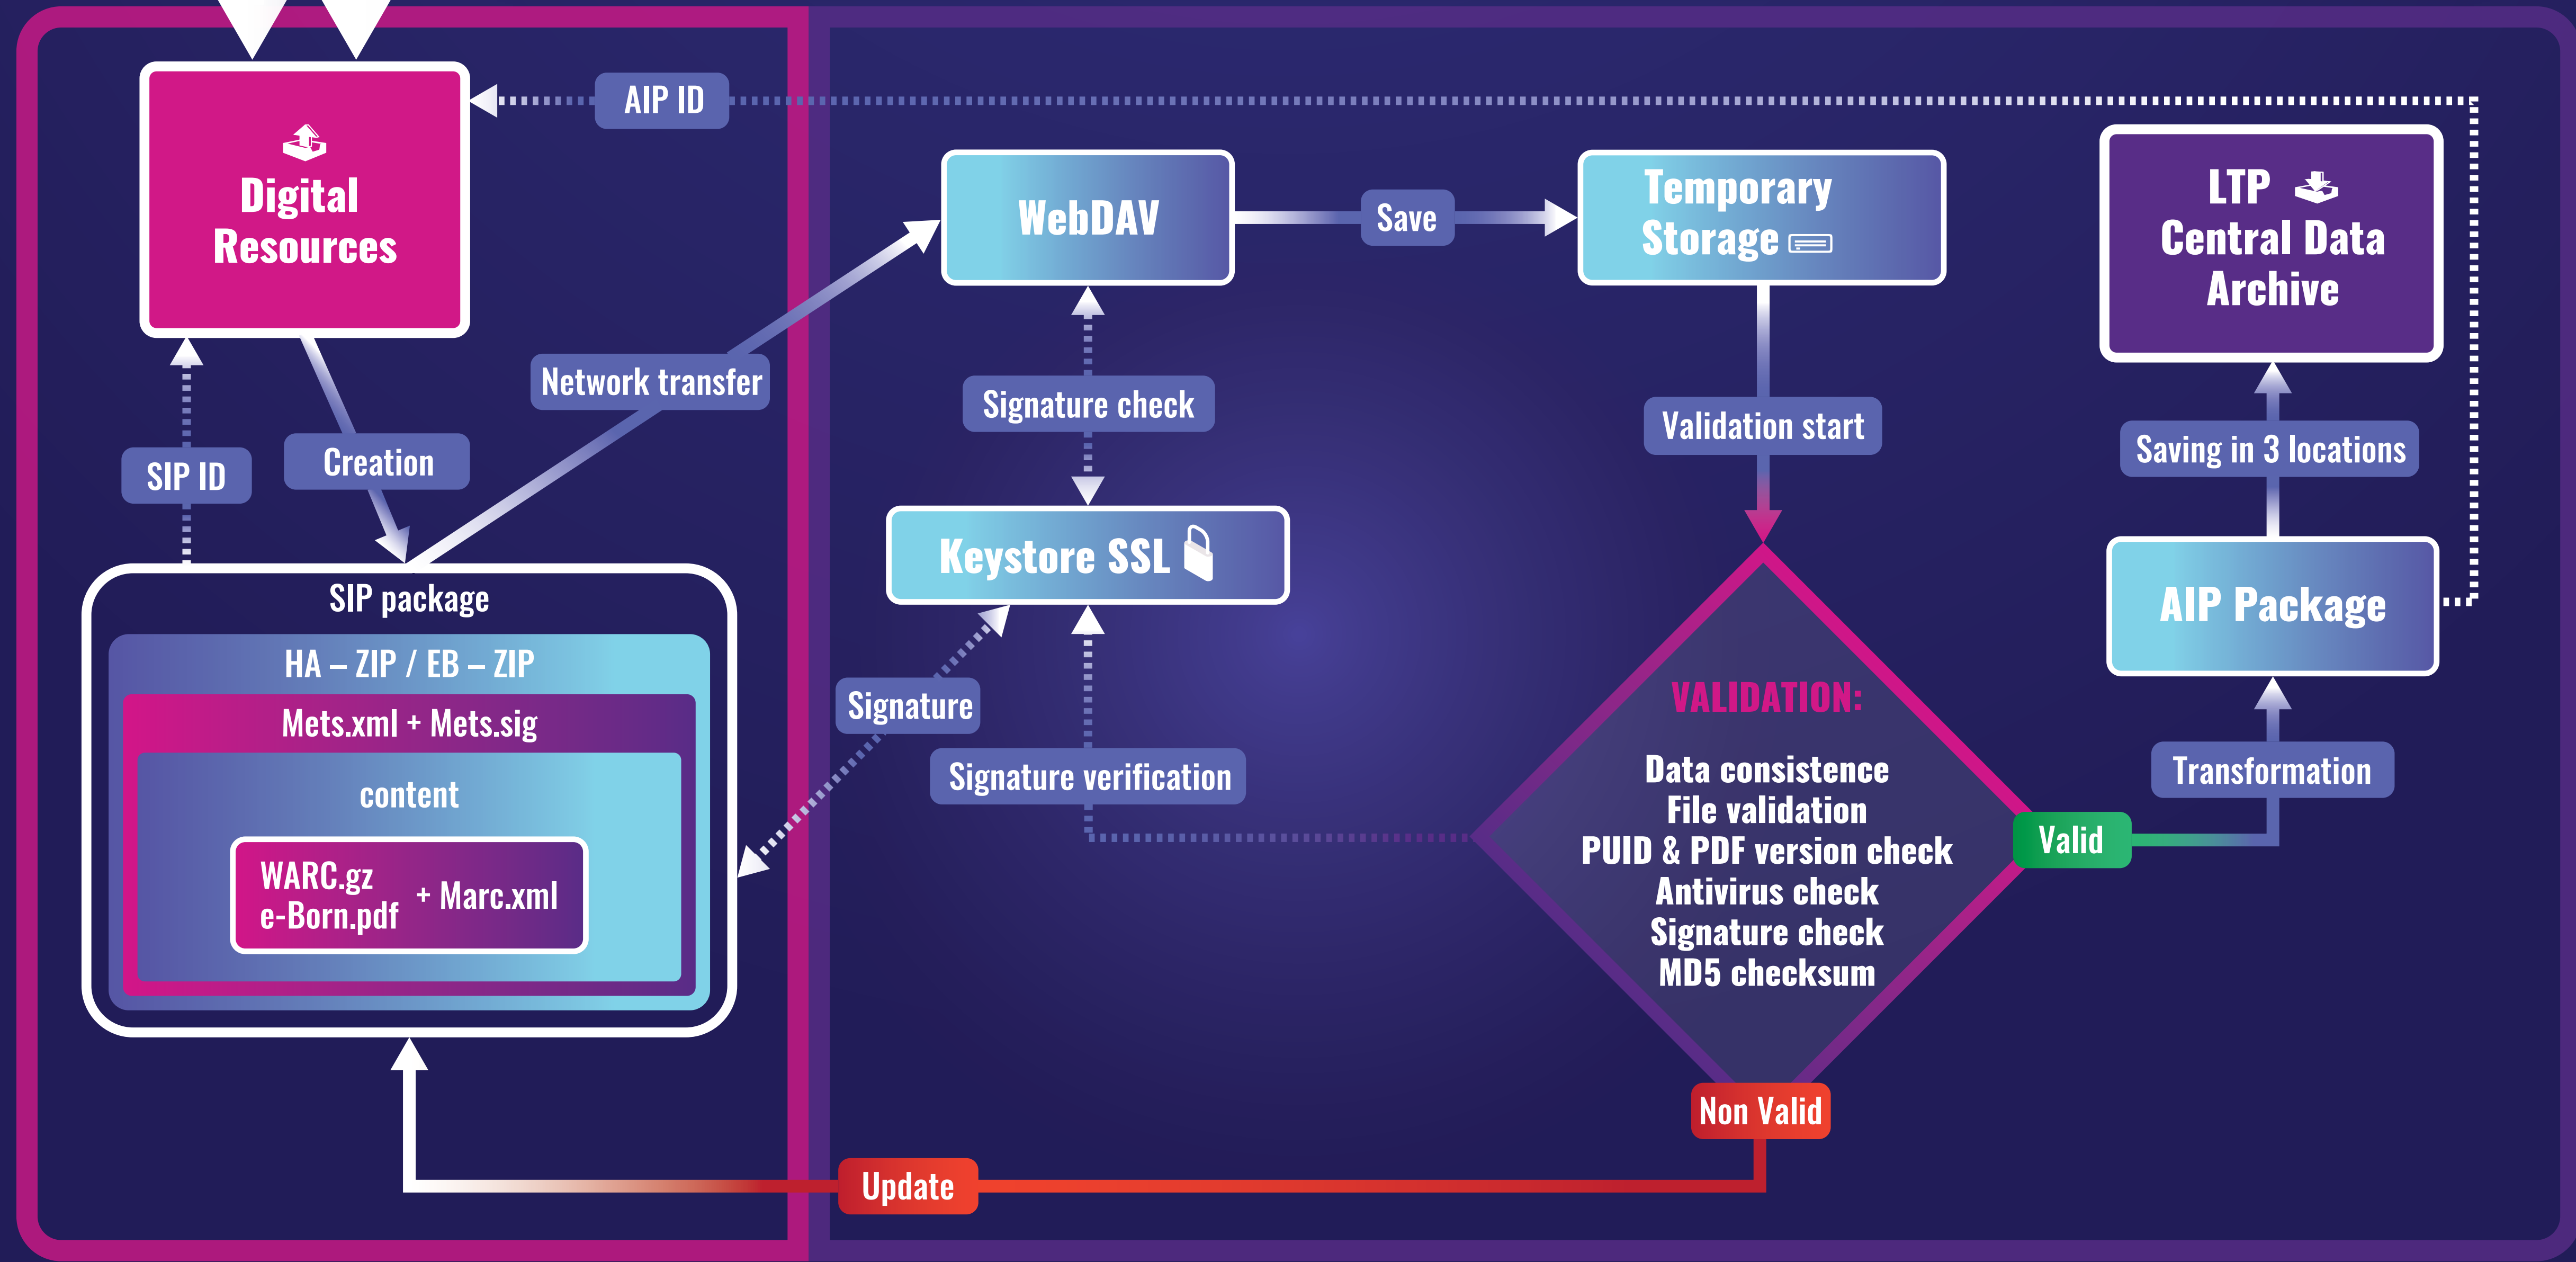 AIP ID
Digital
Resources
SIP ID
Creation
Network transfer
SIP package
HA – ZIP / EB – ZIP
Mets.xml + Mets.sig
content
WARC.gz
e-Born.pdf
+ Marc.xml
WebDAV
Save
Temporary
Storage
Signature check
Keystore SSL
Signature
Signature verification
Validation start
VALIDATION:
Data consistence
File validation
PUID & PDF version check
Antivirus check
Signature check
MD5 checksum
Valid
Non Valid
Update
LTP
Central Data
Archive
Saving in 3 locations
AIP Package
Transformation